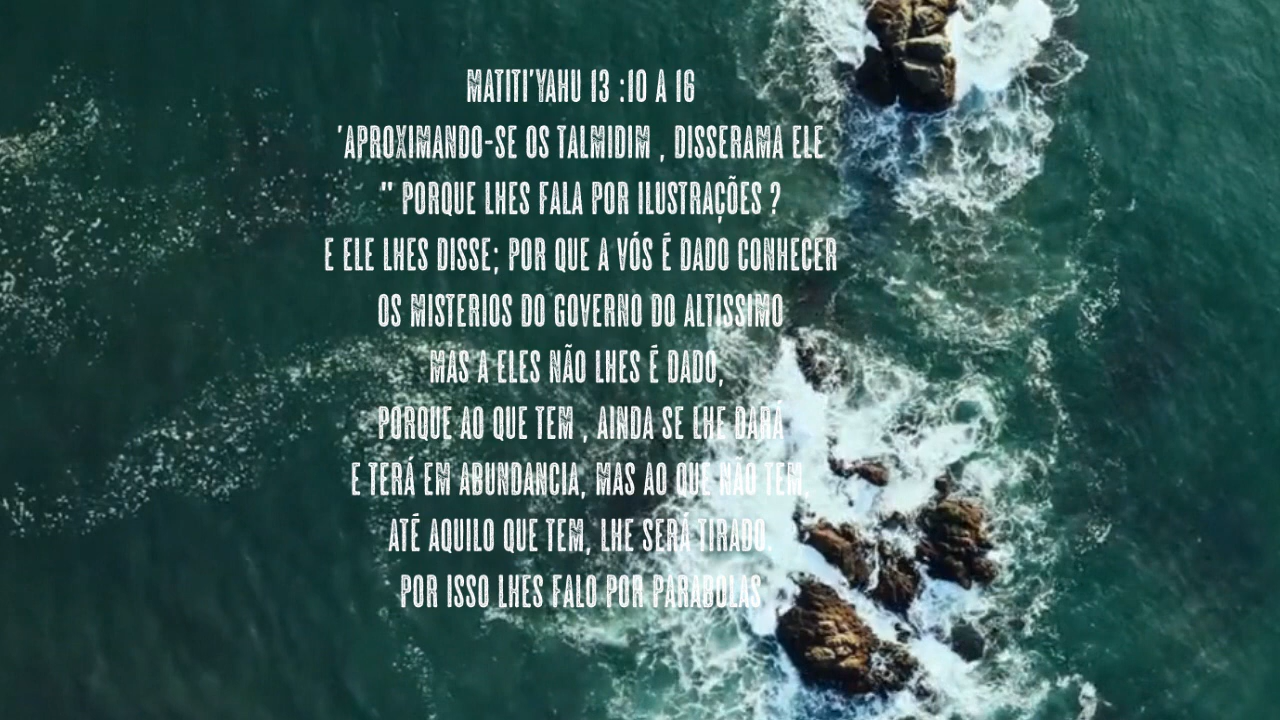 MATITI'YAHU 13 :10 A 16
'APROXIMANDO-SE OS TALMIDIM , DISSERAMA ELE
" PORQUE LHES FALA POR ILUSTRAÇÕES ?
E ELE LHES DISSE; POR QUE A VÓS É DADO CONHECER
OS MISTERIOS DO GOVERNO DO ALTISSIMO
MAS A ELES NÃO LHES É DADO,
PORQUE AO QUE TEM , AINDA SE LHE DARÁ
E TERÁ EM ABUNDANCIA, MAS AO QUE NÃO TEM,
ATÉ AQUILO QUE TEM, LHE SERÁ TIRADO.
POR ISSO LHES FALO POR PARABOLAS